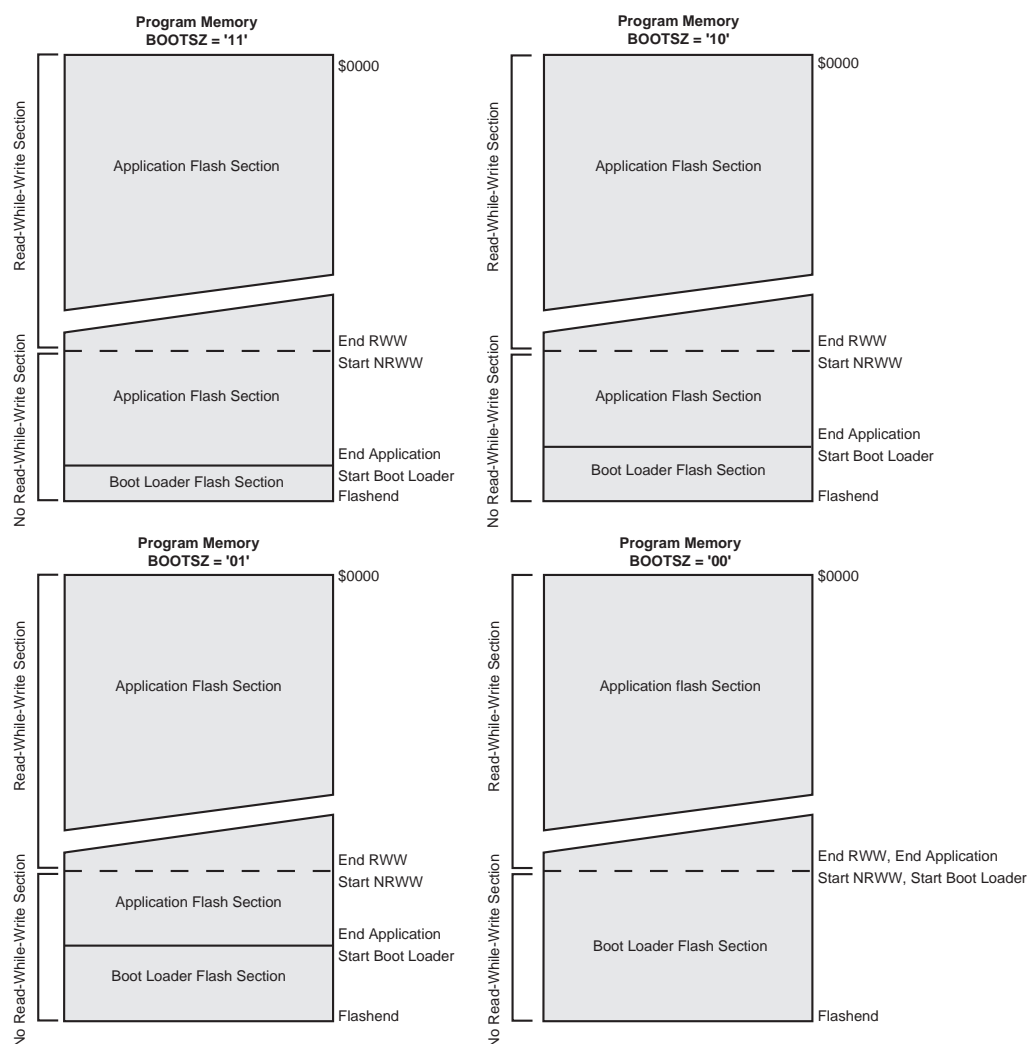 Program Memory
BOOTSZ = '11'
$0000
Read-While-Write Section
Application Flash Section
End RWW
Start NRWW
No Read-While-Write Section
Application Flash Section
End Application
Start Boot Loader
Boot Loader Flash Section
Flashend
Program Memory
BOOTSZ = '10'
$0000
Read-While-Write Section
Application Flash Section
End RWW
Start NRWW
No Read-While-Write Section
Application Flash Section
End Application
Start Boot Loader
Boot Loader Flash Section
Flashend
Program Memory
BOOTSZ = '01'
$0000
Read-While-Write Section
Application Flash Section
End RWW
Start NRWW
No Read-While-Write Section
Application Flash Section
End Application
Start Boot Loader
Boot Loader Flash Section
Flashend
Program Memory
BOOTSZ = '00'
$0000
Read-While-Write Section
Application flash Section
End RWW, End Application
Start NRWW, Start Boot Loader
No Read-While-Write Section
Boot Loader Flash Section
Flashend